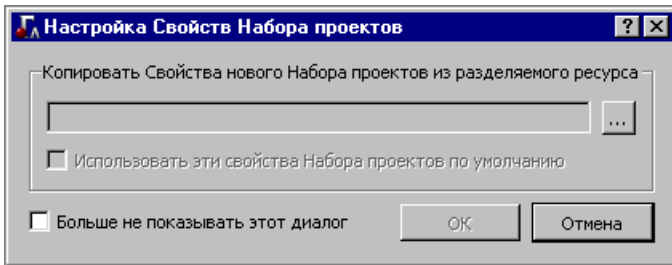 Настройка Свойств Набора проектов
Копировать Свойства нового Набора проектов из разделяемого ресурса
...
Использовать эти свойства Набора проектов по умолчанию
Больше не показывать этот диалог
ОК
Отмена